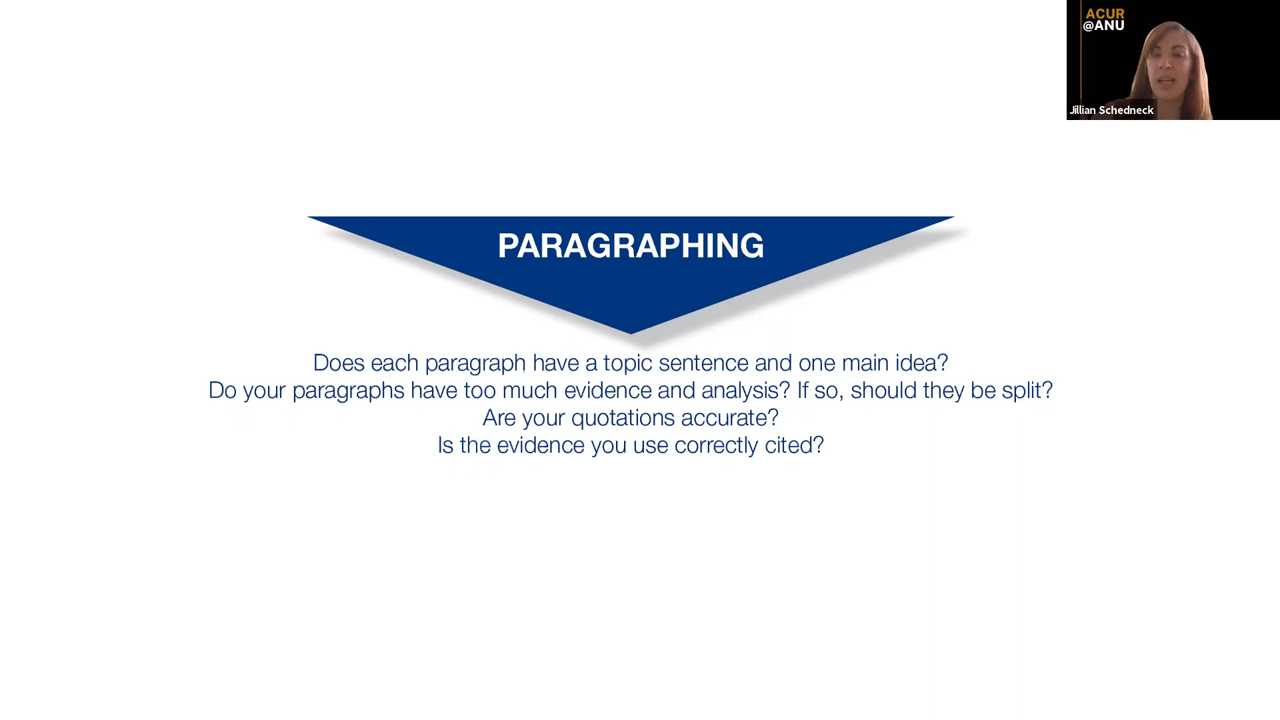 ACUR
@ANU
Jillian Schedneck
PARAGRAPHING
Does each paragraph have a topic sentence and one main idea?
Do your paragraphs have too much evidence and analysis? If so, should they be split?
Are your quotations accurate?
Is the evidence you use correctly cited?